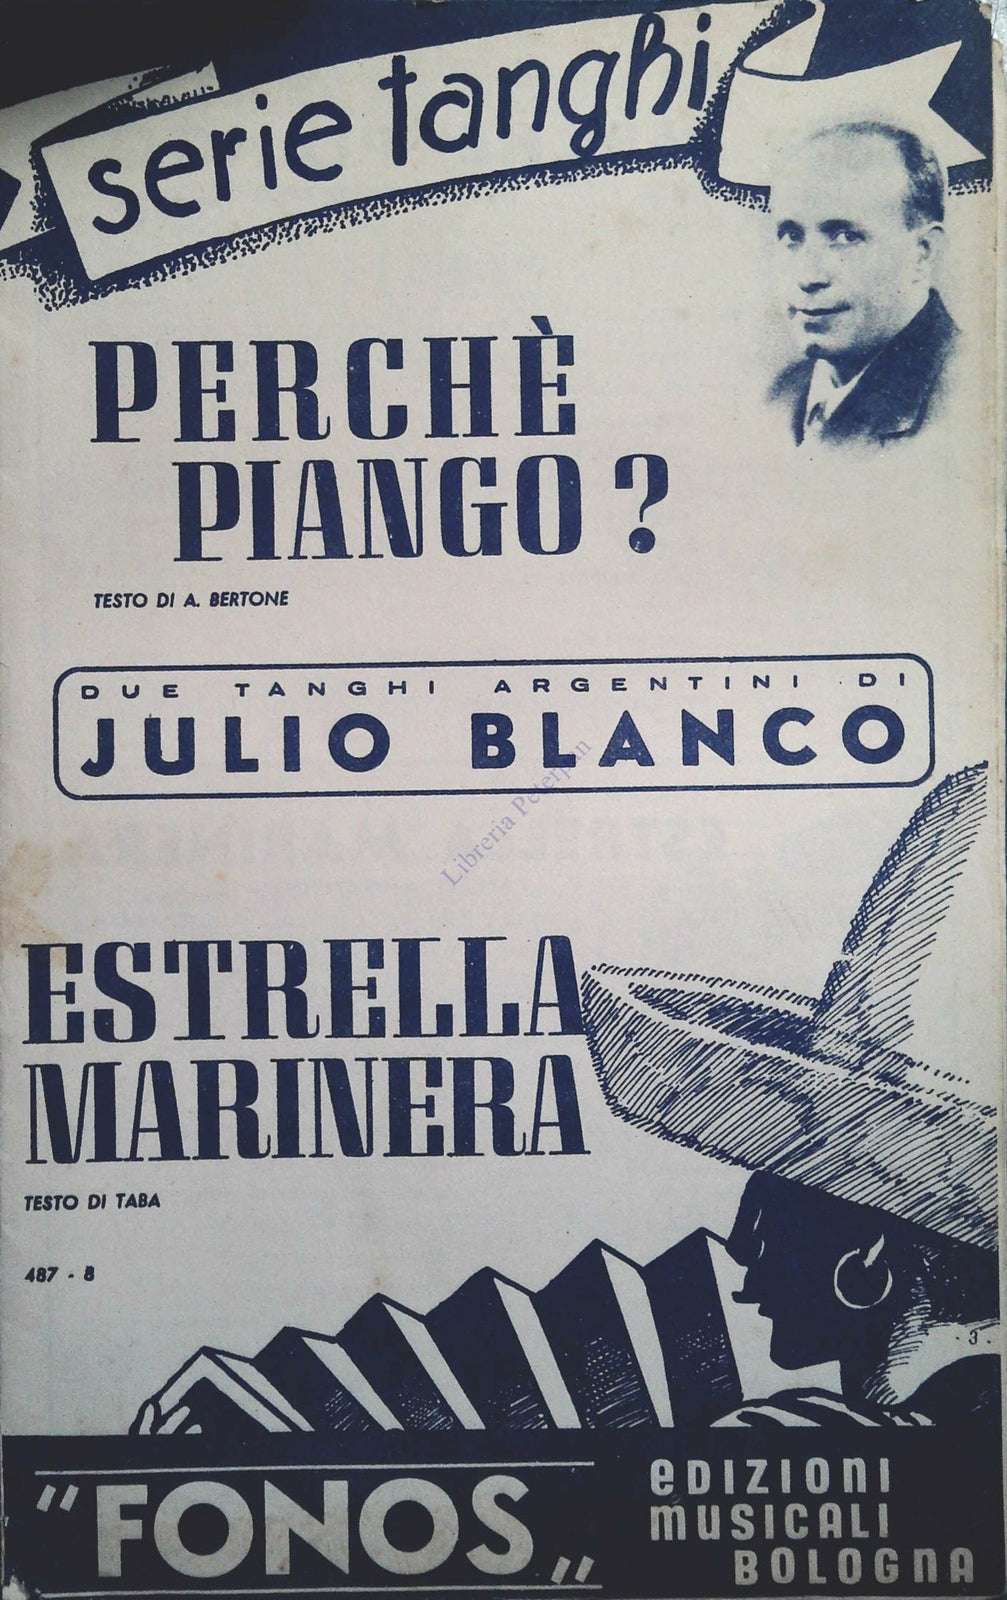 serie tanghi
PERCHÈ
PIANGO?
TESTO DI A. BERTONE
DUE TANGHI ARGENTINI DI
JULIO BLANCO
Libreria Peterpan
ESTRELLA
MARINERA
TESTO DI TABA
487 - 8
- 3 -
"FONOS„
EDIZIONI
MUSICALI
BOLOGNA